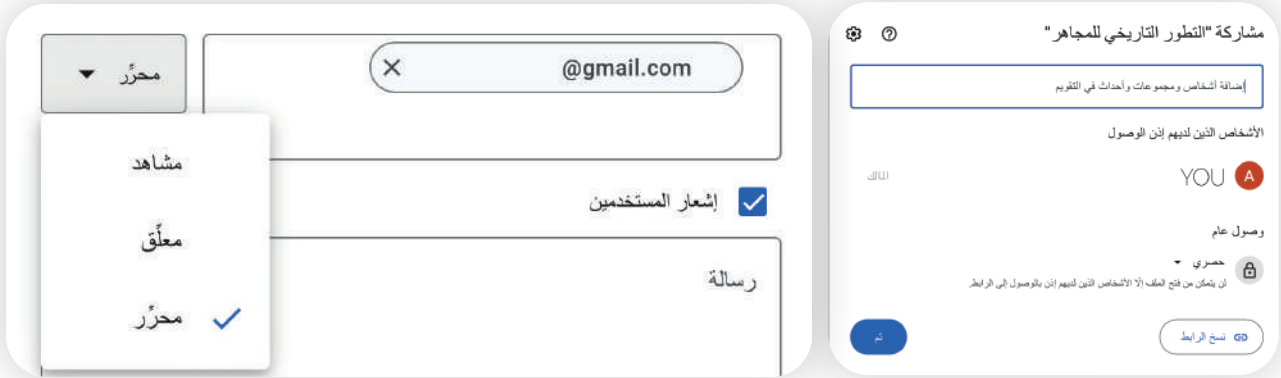 مشاركة "التطور التاريخي للمجاهر"
إضافة أشخاص ومجموعات وأحداث في التقويم
الأشخاص الذين لديهم إذن الوصول
A YOU المالك
وصول عام
حصري
لن يتمكن من فتح الملف إلّا الأشخاص الذين لديهم إذن بالوصول إلى الرابط.
نسخ الرابط
تم
@gmail.com
محرِّر
مشاهد
معلِّق
محرِّر
إشعار المستخدمين
رسالة